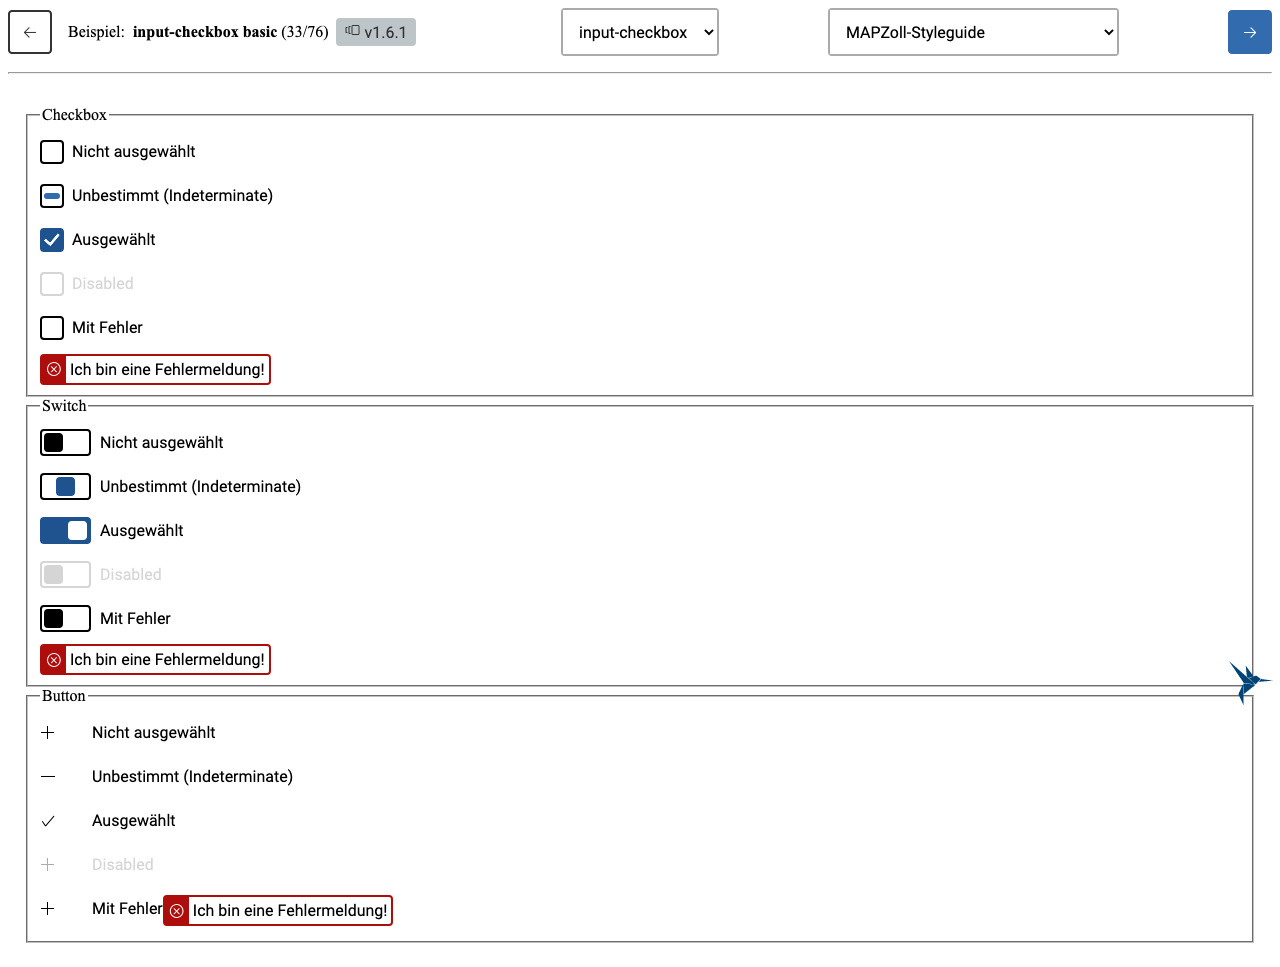 Beispiel: input-checkbox basic (33/76) v1.6.1 input-checkbox MAPZoll-Styleguide
Checkbox
Nicht ausgewählt
Unbestimmt (Indeterminate)
Ausgewählt
Disabled
Mit Fehler
Ich bin eine Fehlermeldung!
Switch
Nicht ausgewählt
Unbestimmt (Indeterminate)
Ausgewählt
Disabled
Mit Fehler
Ich bin eine Fehlermeldung!
Button
Nicht ausgewählt
Unbestimmt (Indeterminate)
Ausgewählt
Disabled
Mit Fehler Ich bin eine Fehlermeldung!